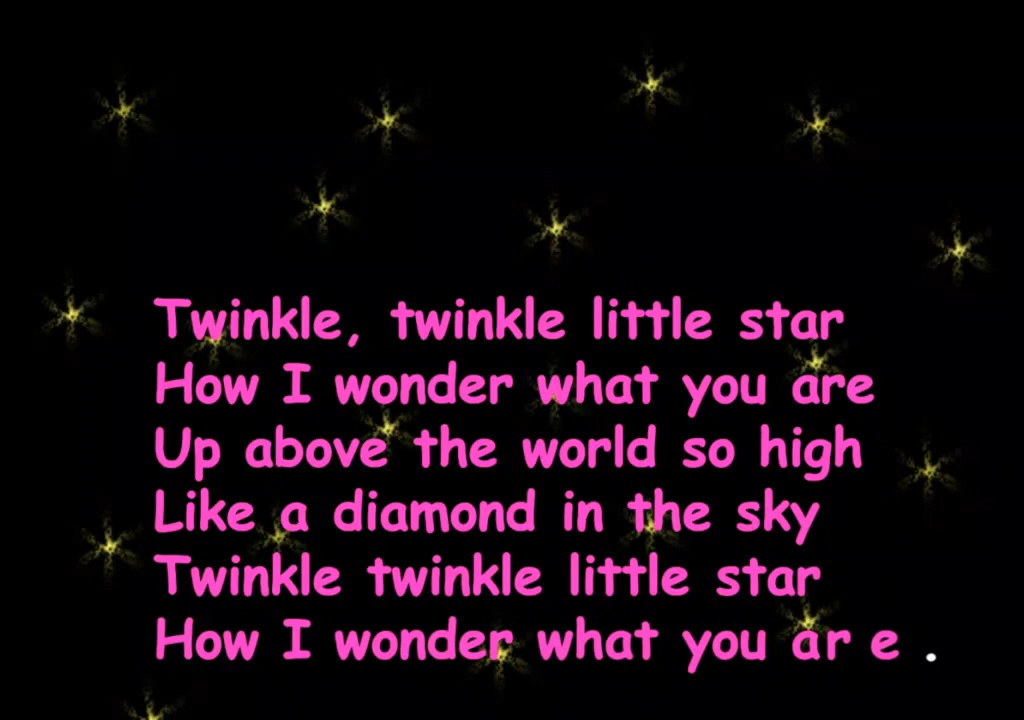 Twinkle, twinkle little star
How I wonder what you are
Up above the world so high
Like a diamond in the sky
Twinkle twinkle little star
How I wonder what you ar e .